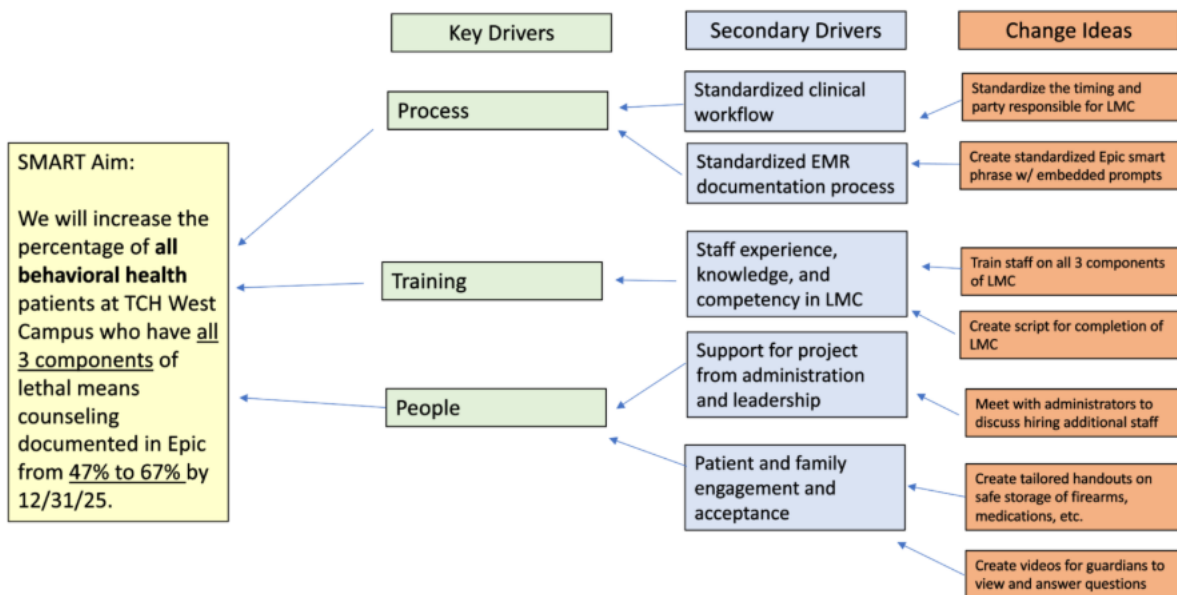 Key Drivers
Secondary Drivers
Change Ideas
SMART Aim:
We will increase the
percentage of all
behavioral health
patients at TCH West
Campus who have all
3 components of
lethal means
counseling
documented in Epic
from 47% to 67% by
12/31/25.
Process
Training
People
Standardized clinical
workflow
Standardized EMR
documentation process
Staff experience,
knowledge, and
competency in LMC
Support for project
from administration
and leadership
Patient and family
engagement and
acceptance
Standardize the timing and
party responsible for LMC
Create standardized Epic smart
phrase w/ embedded prompts
Train staff on all 3 components
of LMC
Create script for completion of
LMC
Meet with administrators to
discuss hiring additional staff
Create tailored handouts on
safe storage of firearms,
medications, etc.
Create videos for guardians to
view and answer questions